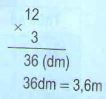 12
×
3
36 (dm)
36dm = 3,6m